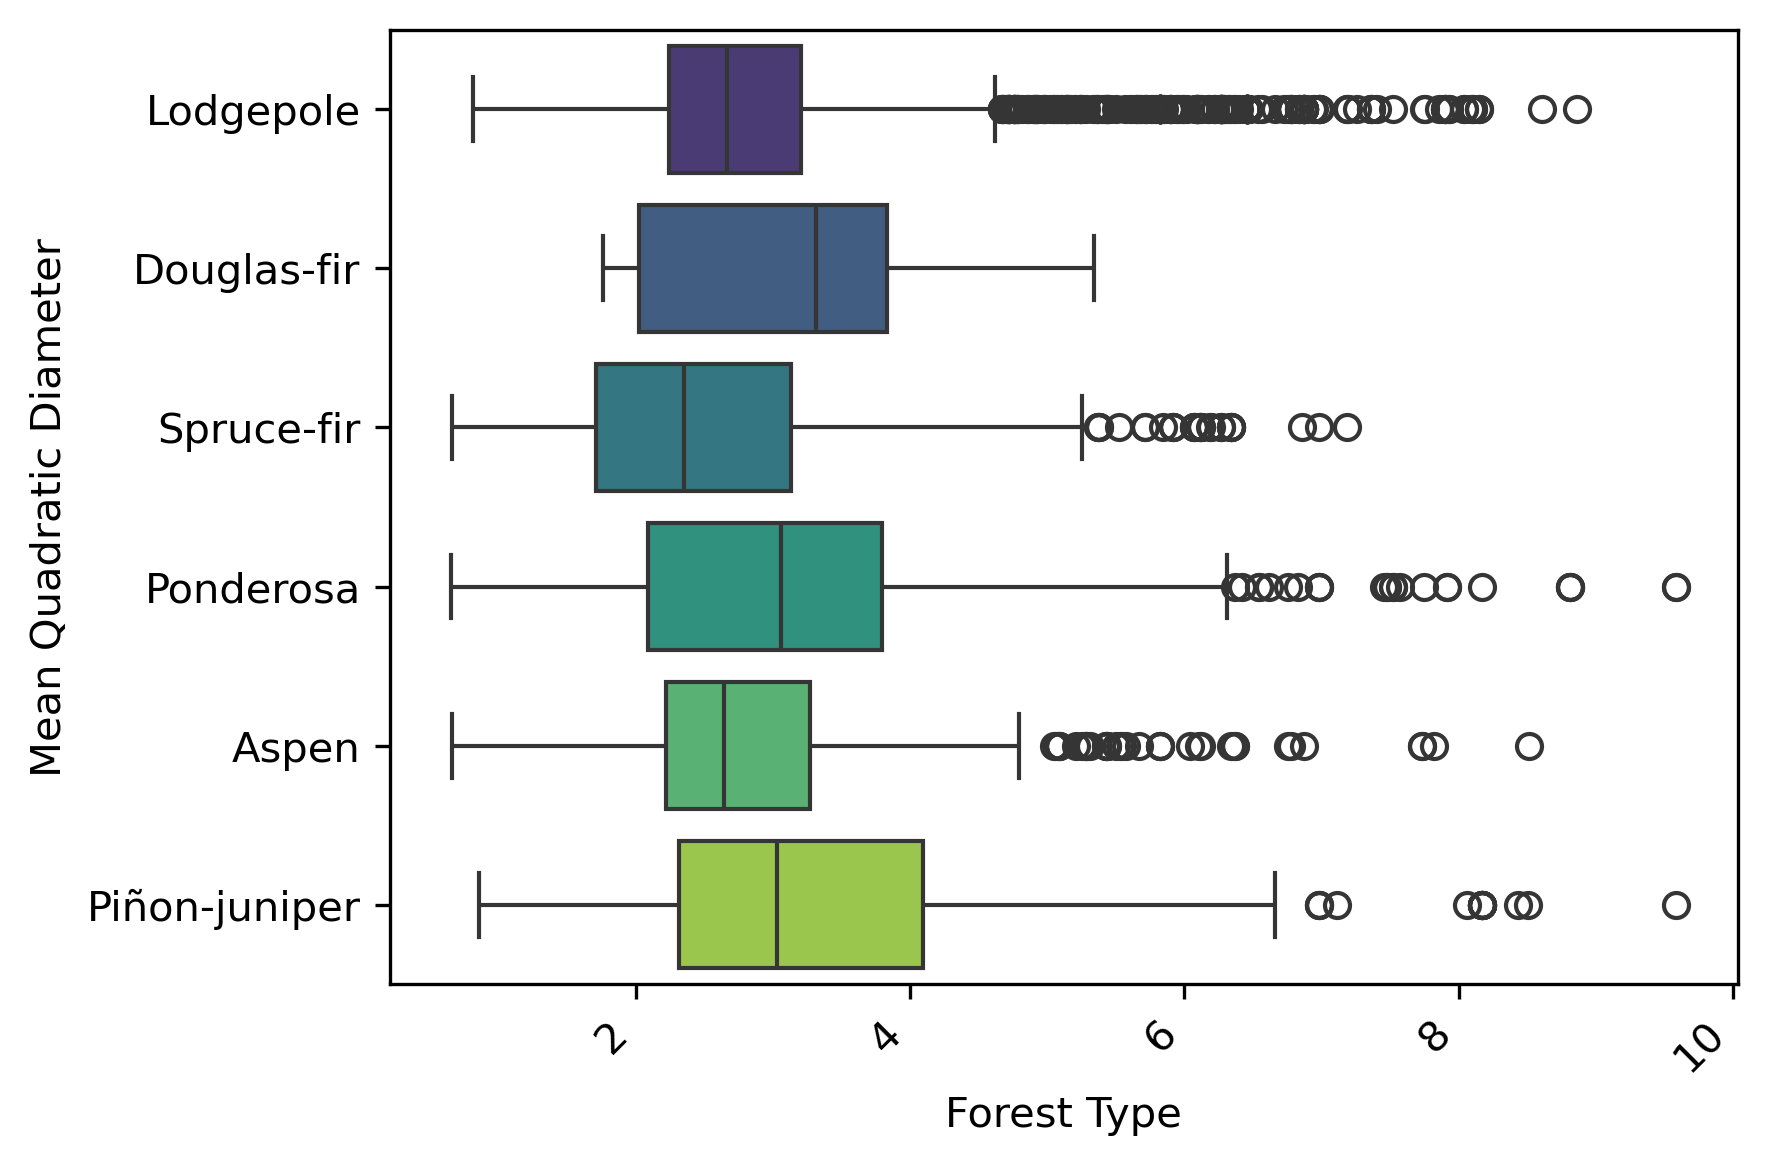 Mean Quadratic Diameter
Lodgepole
Douglas-fir
Spruce-fir
Ponderosa
Aspen
Piñon-juniper
2
4
6
8
10
Forest Type